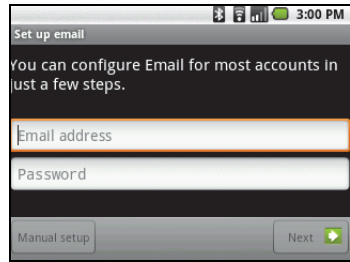 3:00 PM
Set up email
You can configure Email for most accounts in
just a few steps.
Email address
Password
Manual setup
Next